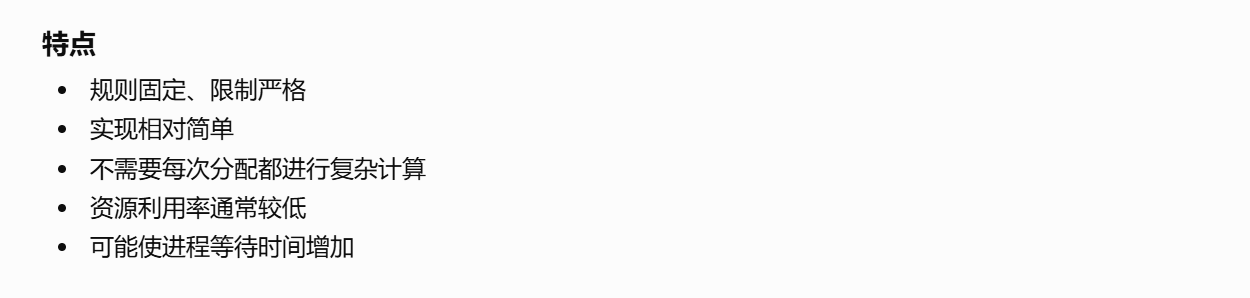 特点
• 规则固定、限制严格
• 实现相对简单
• 不需要每次分配都进行复杂计算
• 资源利用率通常较低
• 可能使进程等待时间增加